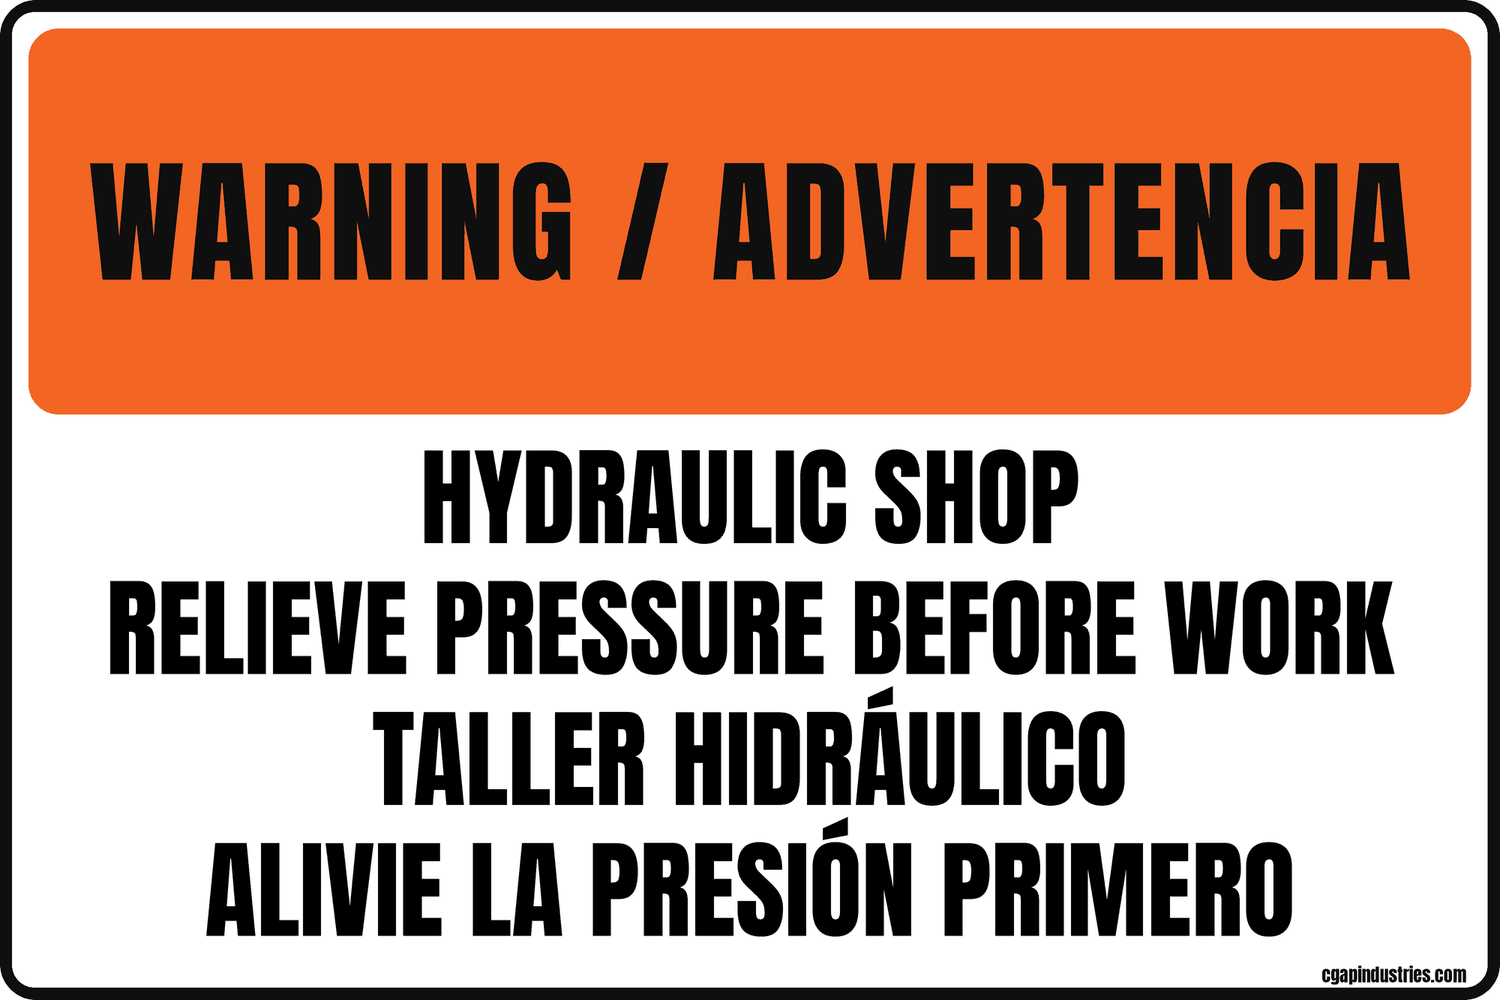 WARNING / ADVERTENCIA
HYDRAULIC SHOP
RELIEVE PRESSURE BEFORE WORK
TALLER HIDRÁULICO
ALIVIE LA PRESIÓN PRIMERO
cgapindustries.com